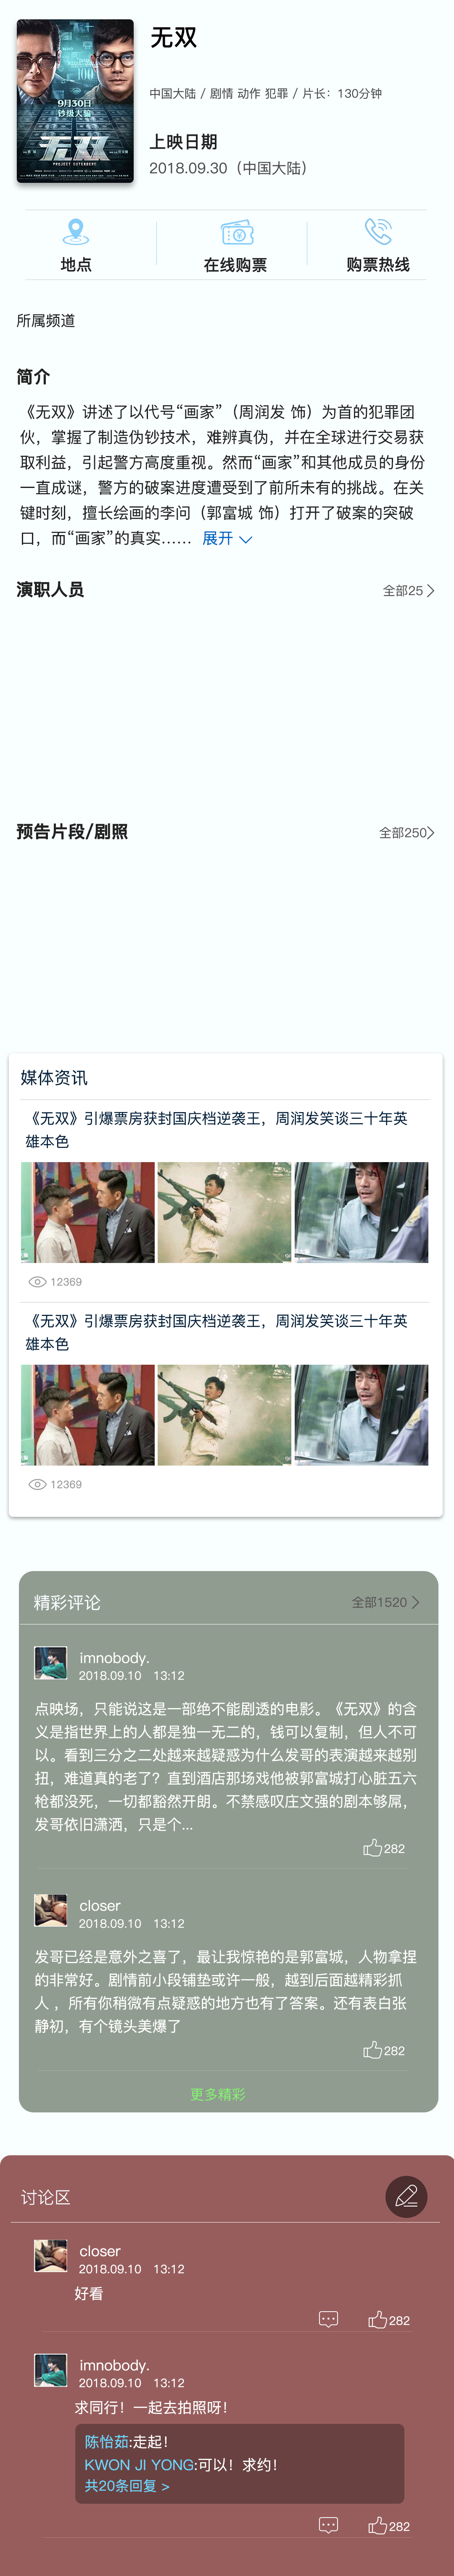 9月30日
钞级大骗
无双
PROJECT GUTENBERG
无双
中国大陆 / 剧情 动作 犯罪 / 片长：130分钟
上映日期
2018.09.30（中国大陆）
地点
在线购票
购票热线
所属频道
简介
《无双》讲述了以代号“画家”（周润发 饰）为首的犯罪团
伙，掌握了制造伪钞技术，难辨真伪，并在全球进行交易获
取利益，引起警方高度重视。然而“画家”和其他成员的身份
一直成谜，警方的破案进度遭受到了前所未有的挑战。在关
键时刻，擅长绘画的李问（郭富城 饰）打开了破案的突破
口，而“画家”的真实…… 展开
演职人员
全部25
预告片段/剧照
全部250
媒体资讯
《无双》引爆票房获封国庆档逆袭王，周润发笑谈三十年英
雄本色
12369
《无双》引爆票房获封国庆档逆袭王，周润发笑谈三十年英
雄本色
12369
精彩评论
全部1520
imnobody.
2018.09.10 13:12
点映场，只能说这是一部绝不能剧透的电影。《无双》的含
义是指世界上的人都是独一无二的，钱可以复制，但人不可
以。看到三分之二处越来越疑惑为什么发哥的表演越来越别
扭，难道真的老了？直到酒店那场戏他被郭富城打心脏五六
枪都没死，一切都豁然开朗。不禁感叹庄文强的剧本够屌，
发哥依旧潇洒，只是个...
282
closer
2018.09.10 13:12
发哥已经是意外之喜了，最让我惊艳的是郭富城，人物拿捏
的非常好。剧情前小段铺垫或许一般，越到后面越精彩抓
人 ，所有你稍微有点疑惑的地方也有了答案。还有表白张
静初，有个镜头美爆了
282
更多精彩
讨论区
closer
2018.09.10 13:12
好看
282
imnobody.
2018.09.10 13:12
求同行！一起去拍照呀！
陈怡茹:走起！
KWON JI YONG:可以！求约！
共20条回复 >
282